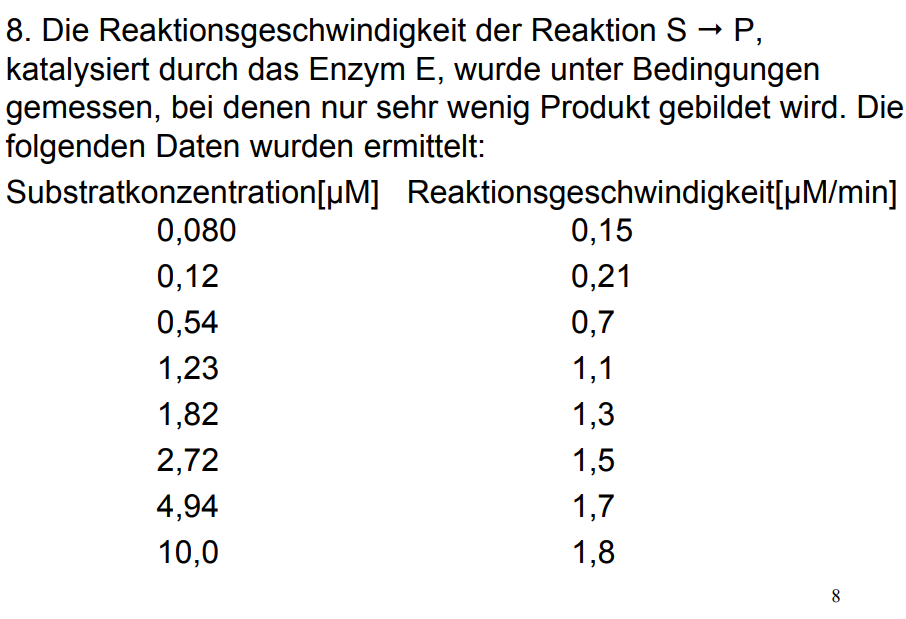 8. Die Reaktionsgeschwindigkeit der Reaktion S → P,
katalysiert durch das Enzym E, wurde unter Bedingungen
gemessen, bei denen nur sehr wenig Produkt gebildet wird. Die
folgenden Daten wurden ermittelt:
Substratkonzentration[µM] Reaktionsgeschwindigkeit[µM/min]
0,080 0,15
0,12 0,21
0,54 0,7
1,23 1,1
1,82 1,3
2,72 1,5
4,94 1,7
10,0 1,8
8